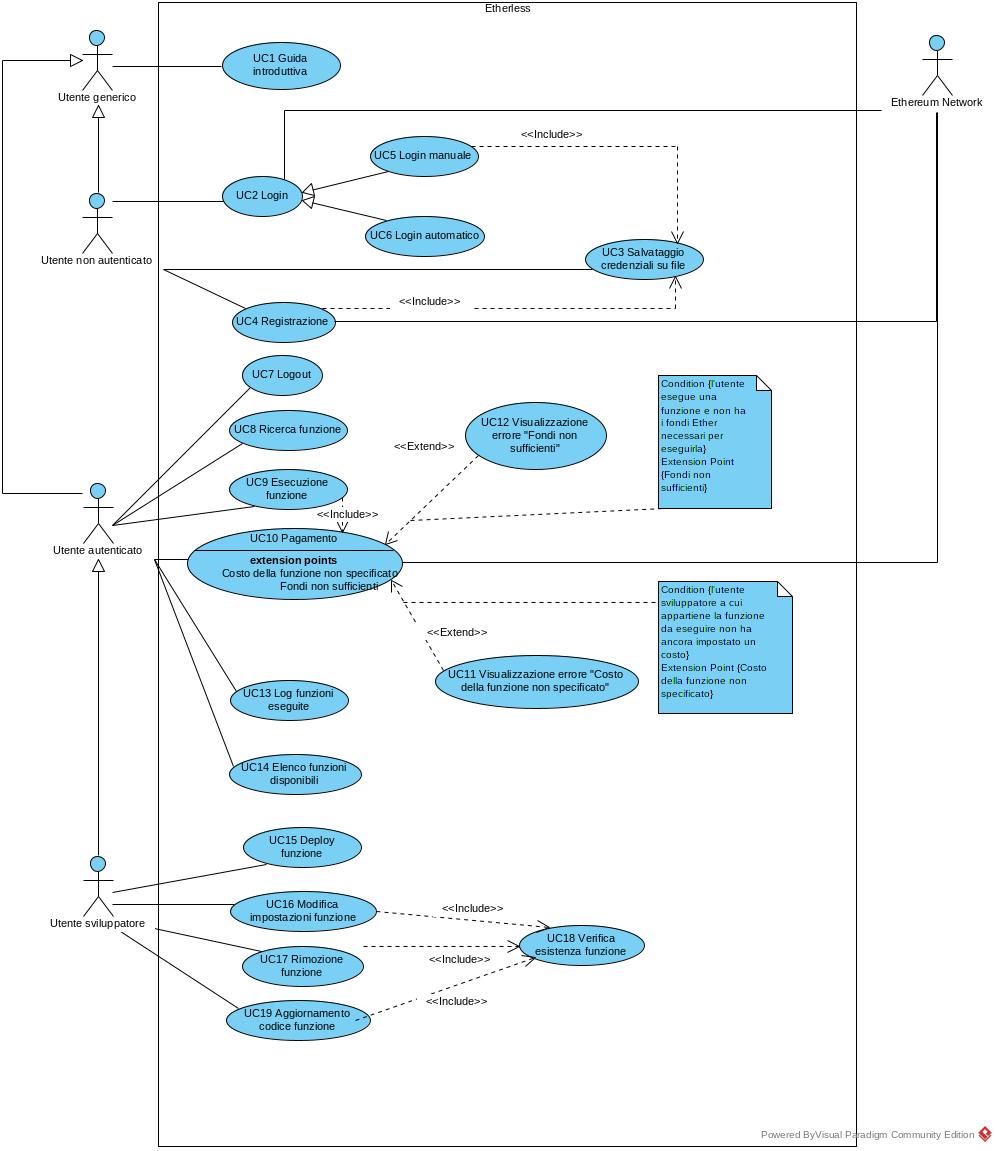 Etherless
UC1 Guida
introduttiva
Utente generico
Ethereum Network
<<Include>>
UC5 Login manuale
UC2 Login
UC6 Login automatico
Utente non autenticato
UC3 Salvataggio
credenziali su file
<<Include>>
UC4 Registrazione
UC7 Logout
Condition {l'utente
esegue una
funzione e non ha
i fondi Ether
necessari per
eseguirla}
Extension Point
{Fondi non
sufficienti}
UC8 Ricerca funzione
UC12 Visualizzazione
errore "Fondi non
sufficienti"
<<Extend>>
UC9 Esecuzione
funzione
<<Include>>
Utente autenticato
UC10 Pagamento
extension points
Costo della funzione non specificato
Fondi non sufficienti
Condition {l'utente
sviluppatore a cui
appartiene la funzione
da eseguire non ha
ancora impostato un
costo}
Extension Point {Costo
della funzione non
specificato}
<<Extend>>
UC11 Visualizzazione errore "Costo
della funzione non specificato"
UC13 Log funzioni
eseguite
UC14 Elenco funzioni
disponibili
UC15 Deploy
funzione
Utente sviluppatore
UC16 Modifica
impostazioni funzione
<<Include>>
UC18 Verifica
esistenza funzione
UC17 Rimozione
funzione
<<Include>>
<<Include>>
UC19 Aggiornamento
codice funzione
Powered ByVisual Paradigm Community Edition